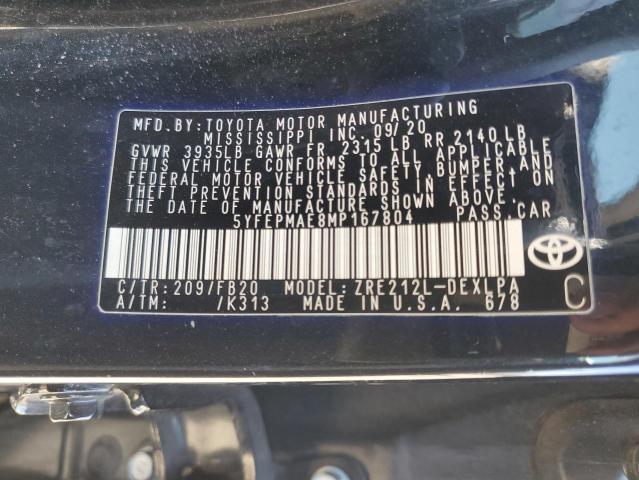 MFD. BY: TOYOTA MOTOR MANUFACTURING
MISSISSIPPI INC. 09/20
GVWR 3935LB GAWR FR 2315 LB RR 2140 LB
THIS VEHICLE CONFORMS TO ALL APPLICABLE
FEDERAL MOTOR VEHICLE SAFETY, BUMPER, AND
THEFT PREVENTION STANDARDS IN EFFECT ON
THE DATE OF MANUFACTURE SHOWN ABOVE.
5YFEPMAE8MP167804 PASS.CAR
C/TR: 209/FB20 MODEL: ZRE212L-DEXLPA
A/TM: /K313 MADE IN U.S.A. 678
C